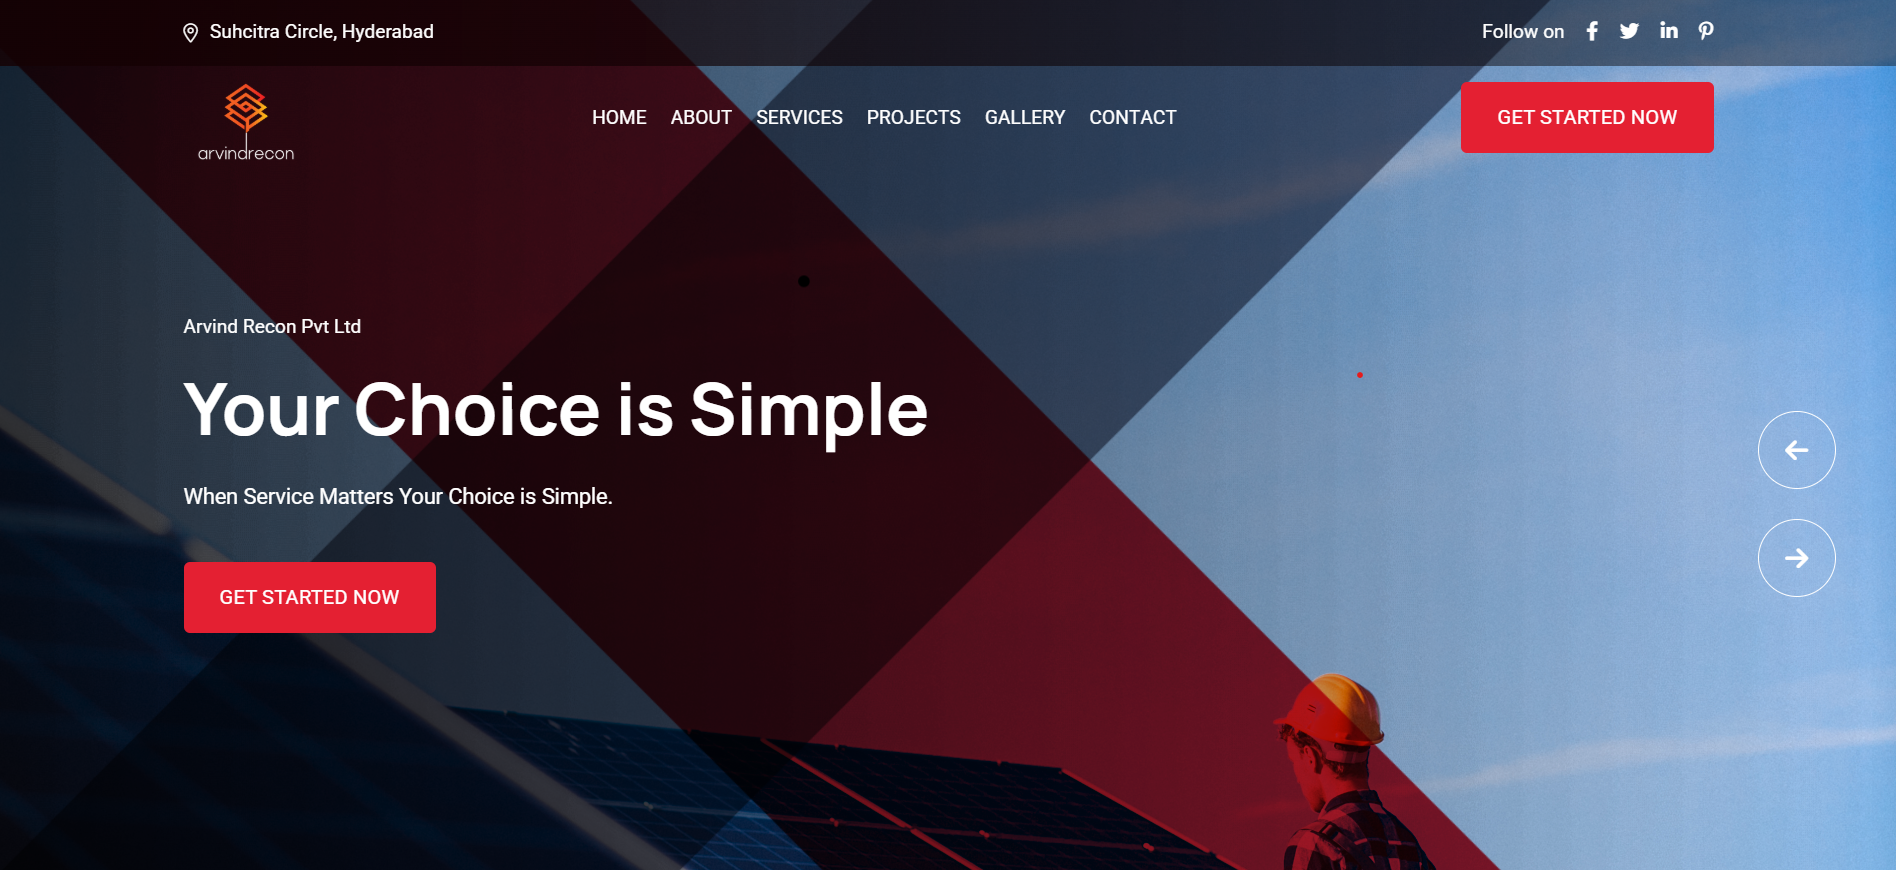 Suhcitra Circle, Hyderabad
Follow on
arvindrecon
HOME ABOUT SERVICES PROJECTS GALLERY CONTACT
GET STARTED NOW
Arvind Recon Pvt Ltd
Your Choice is Simple
When Service Matters Your Choice is Simple.
GET STARTED NOW